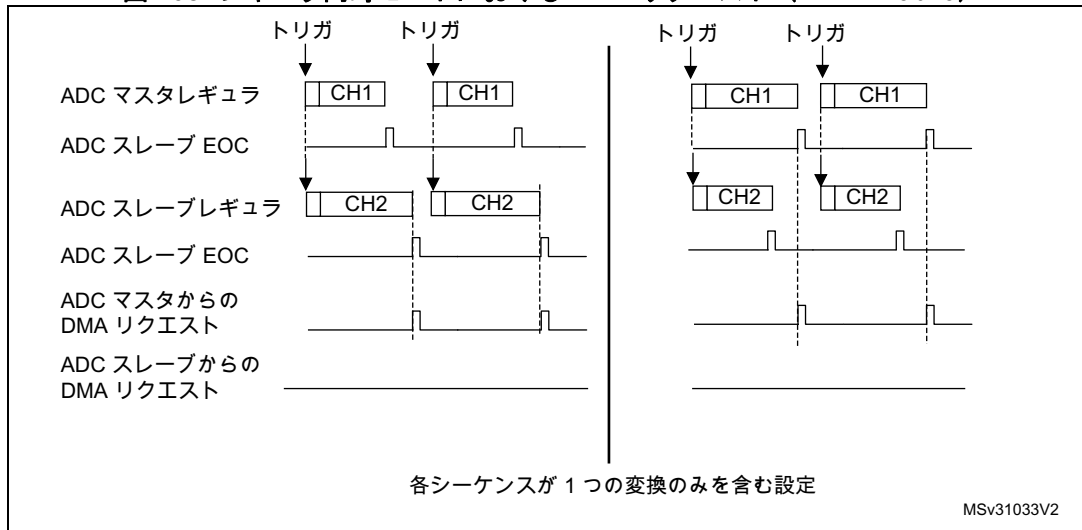 トリガ トリガ トリガ トリガ
ADC マスタレギュラ CH1 CH1 CH1 CH1
ADC スレーブ EOC
ADC スレーブレギュラ CH2 CH2 CH2 CH2
ADC スレーブ EOC
ADC マスタからの
DMA リクエスト
ADC スレーブからの
DMA リクエスト
各シーケンスが 1 つの変換のみを含む設定
MSv31033V2